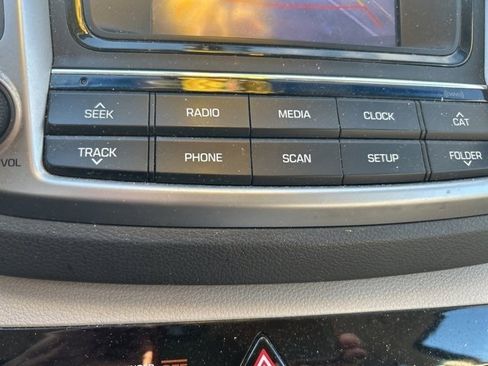 SEEK RADIO MEDIA CLOCK CAT
TRACK PHONE SCAN SETUP FOLDER
VOL